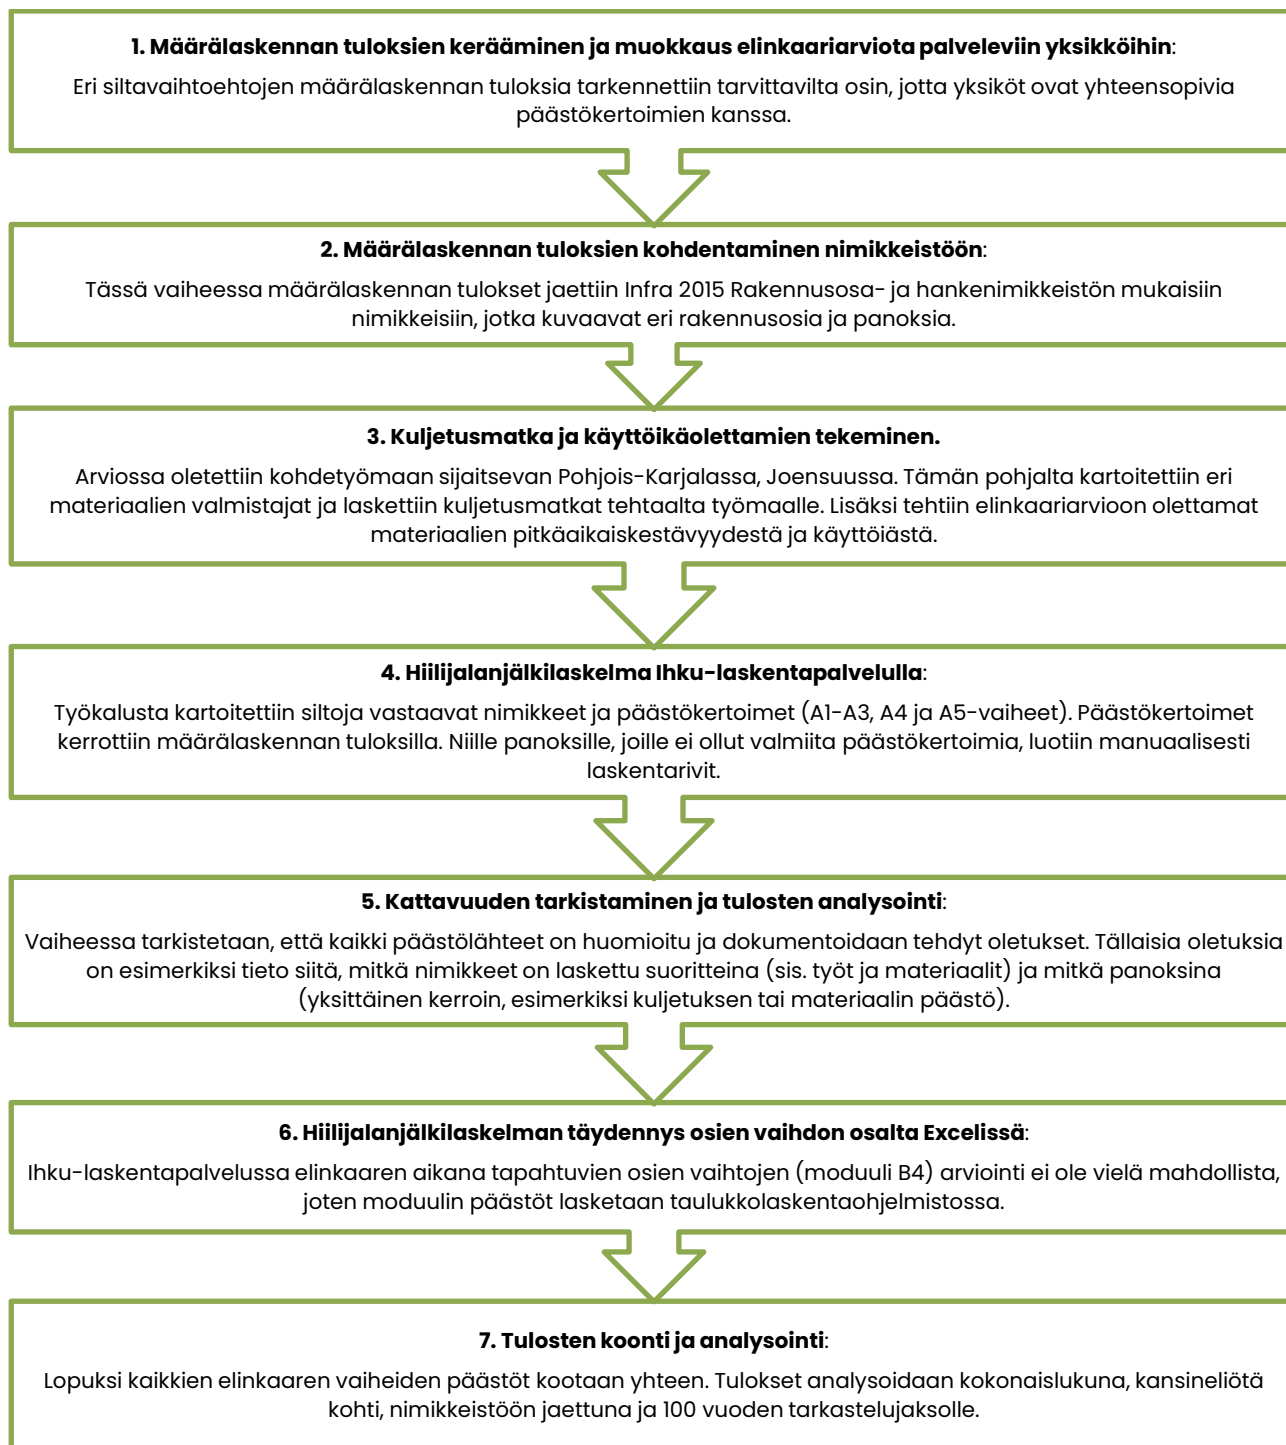 1. Määrälaskennan tuloksien kerääminen ja muokkaus elinkaariarviota palveleviin yksikköihin:
Eri siltavaihtoehtojen määrälaskennan tuloksia tarkennettiin tarvittavilta osin, jotta yksiköt ovat yhteensopivia
päästökertoimien kanssa.
2. Määrälaskennan tuloksien kohdentaminen nimikkeistöön:
Tässä vaiheessa määrälaskennan tulokset jaettiin Infra 2015 Rakennusosa- ja hankenimikkeistön mukaisiin
nimikkeisiin, jotka kuvaavat eri rakennusosia ja panoksia.
3. Kuljetusmatka ja käyttöikäolettamien tekeminen.
Arviossa oletettiin kohdetyömaan sijaitsevan Pohjois-Karjalassa, Joensuussa. Tämän pohjalta kartoitettiin eri
materiaalien valmistajat ja laskettiin kuljetusmatkat tehtaalta työmaalle. Lisäksi tehtiin elinkaariarvioon olettamat
materiaalien pitkäaikaiskestävyydestä ja käyttöiästä.
4. Hiilijalanjälkilaskelma Ihku-laskentapalvelulla:
Työkalusta kartoitettiin siltoja vastaavat nimikkeet ja päästökertoimet (A1-A3, A4 ja A5-vaiheet). Päästökertoimet
kerrottiin määrälaskennan tuloksilla. Niille panoksille, joille ei ollut valmiita päästökertoimia, luotiin manuaalisesti
laskentarivit.
5. Kattavuuden tarkistaminen ja tulosten analysointi:
Vaiheessa tarkistetaan, että kaikki päästölähteet on huomioitu ja dokumentoidaan tehdyt oletukset. Tällaisia oletuksia
on esimerkiksi tieto siitä, mitkä nimikkeet on laskettu suoritteina (sis. työt ja materiaalit) ja mitkä panoksina
(yksittäinen kerroin, esimerkiksi kuljetuksen tai materiaalin päästö).
6. Hiilijalanjälkilaskelman täydennys osien vaihdon osalta Excelissä:
Ihku-laskentapalvelussa elinkaaren aikana tapahtuvien osien vaihtojen (moduuli B4) arviointi ei ole vielä mahdollista,
joten moduulin päästöt lasketaan taulukkolaskentaohjelmistossa.
7. Tulosten koonti ja analysointi:
Lopuksi kaikkien elinkaaren vaiheiden päästöt kootaan yhteen. Tulokset analysoidaan kokonaislukuna, kansineliötä
kohti, nimikkeistöön jaettuna ja 100 vuoden tarkastelujaksolle.